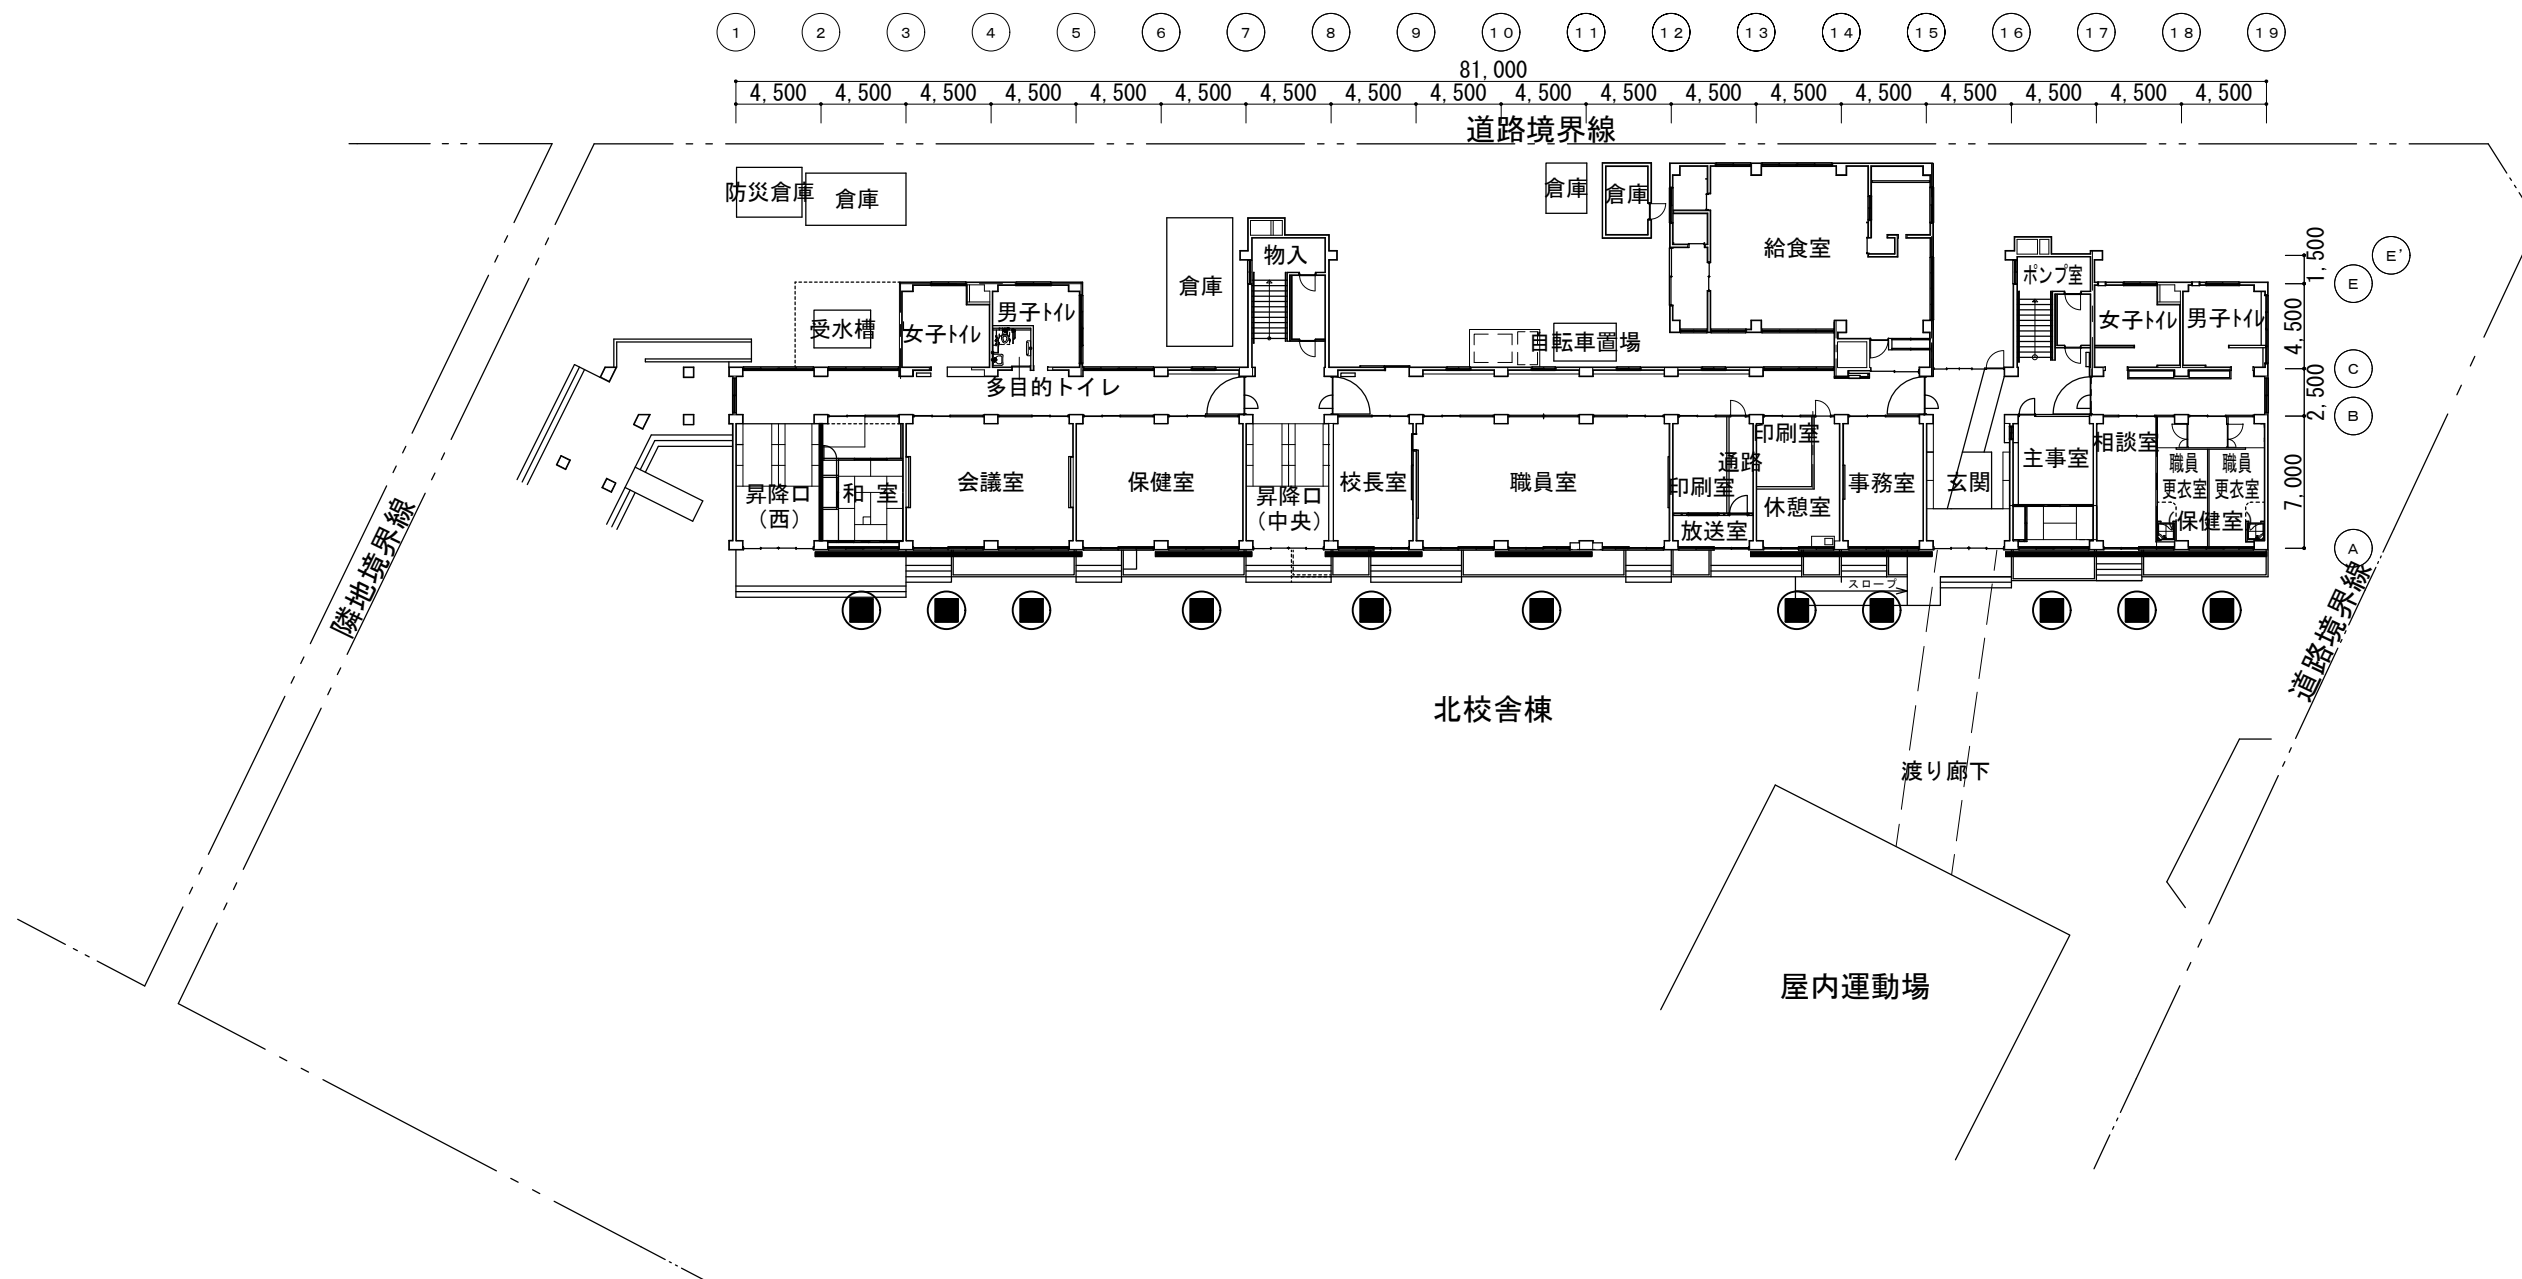 1 2 3 4 5 6 7 8 9 10 11 12 13 14 15 16 17 18 19
81,000
4,500 4,500 4,500 4,500 4,500 4,500 4,500 4,500 4,500 4,500 4,500 4,500 4,500 4,500 4,500 4,500 4,500 4,500
道路境界線
防災倉庫
倉庫
倉庫
倉庫
倉庫
物入
給食室
ポンプ室
1,500
E'
E
受水槽
女子トイレ
男子トイレ
自転車置場
女子トイレ
男子トイレ
4,500
多目的トイレ
C
2,500
B
昇降口
(西)
和 室
会議室
保健室
昇降口
(中央)
校長室
職員室
印刷室
通路
放送室
印刷室
休憩室
事務室
玄関
主事室
相談室
職員
更衣室
職員
更衣室
(保健室)
7,000
A
スロープ
隣地境界線
道路境界線
北校舎棟
渡り廊下
屋内運動場